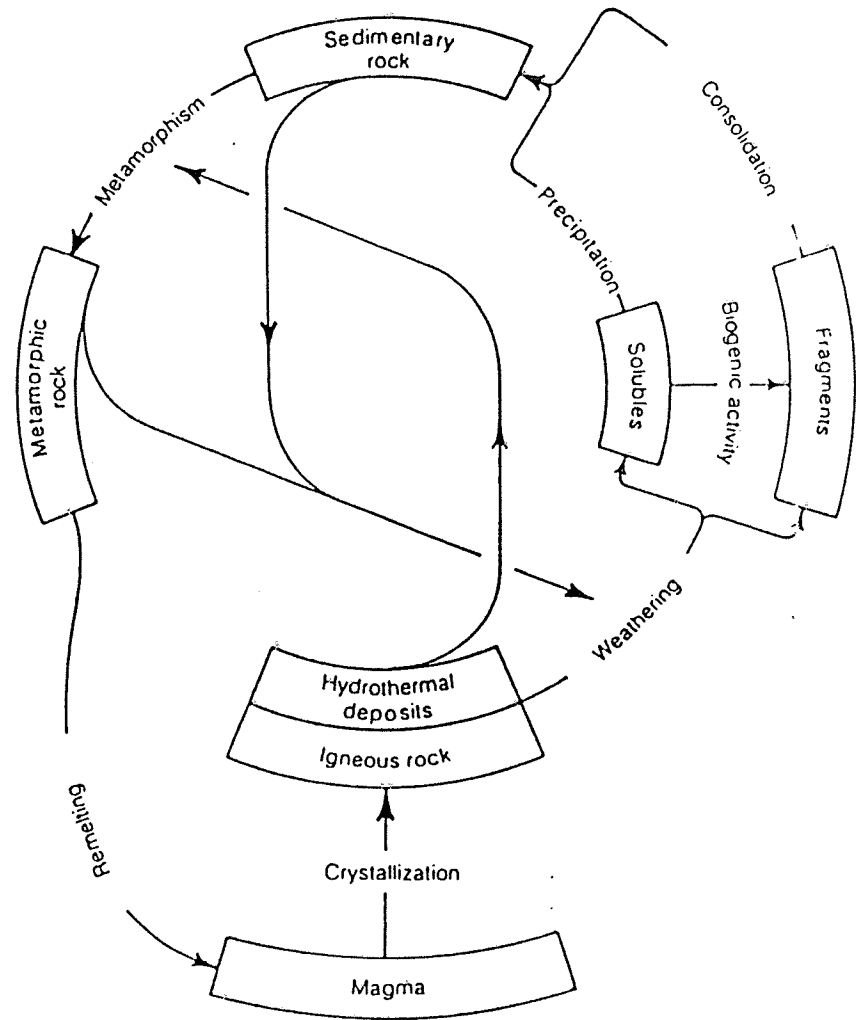 Sedimentary
rock
Consolidation
Metamorphism
Precipitation
Metamorphic
rock
Solubles
Biogenic activity
Fragments
Weathering
Hydrothermal
deposits
Igneous rock
Remelting
Crystallization
Magma